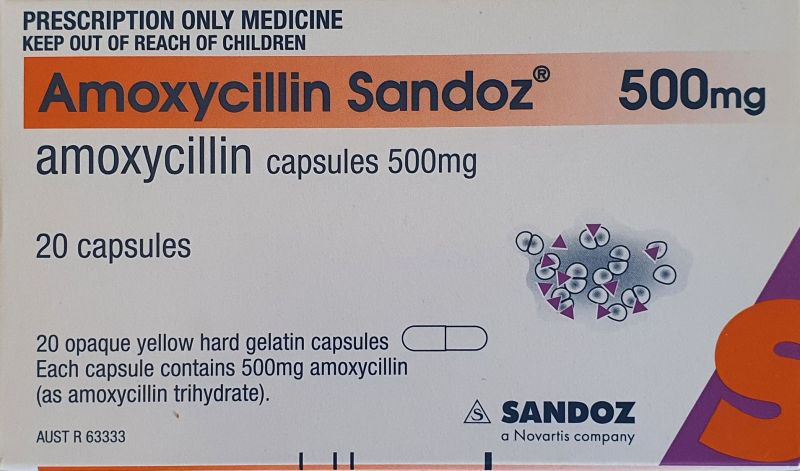 PRESCRIPTION ONLY MEDICINE
KEEP OUT OF REACH OF CHILDREN
Amoxycillin Sandoz® 500mg
amoxycillin capsules 500mg
20 capsules
20 opaque yellow hard gelatin capsules
Each capsule contains 500mg amoxycillin
(as amoxycillin trihydrate).
AUST R 63333
S SANDOZ
a Novartis company
S